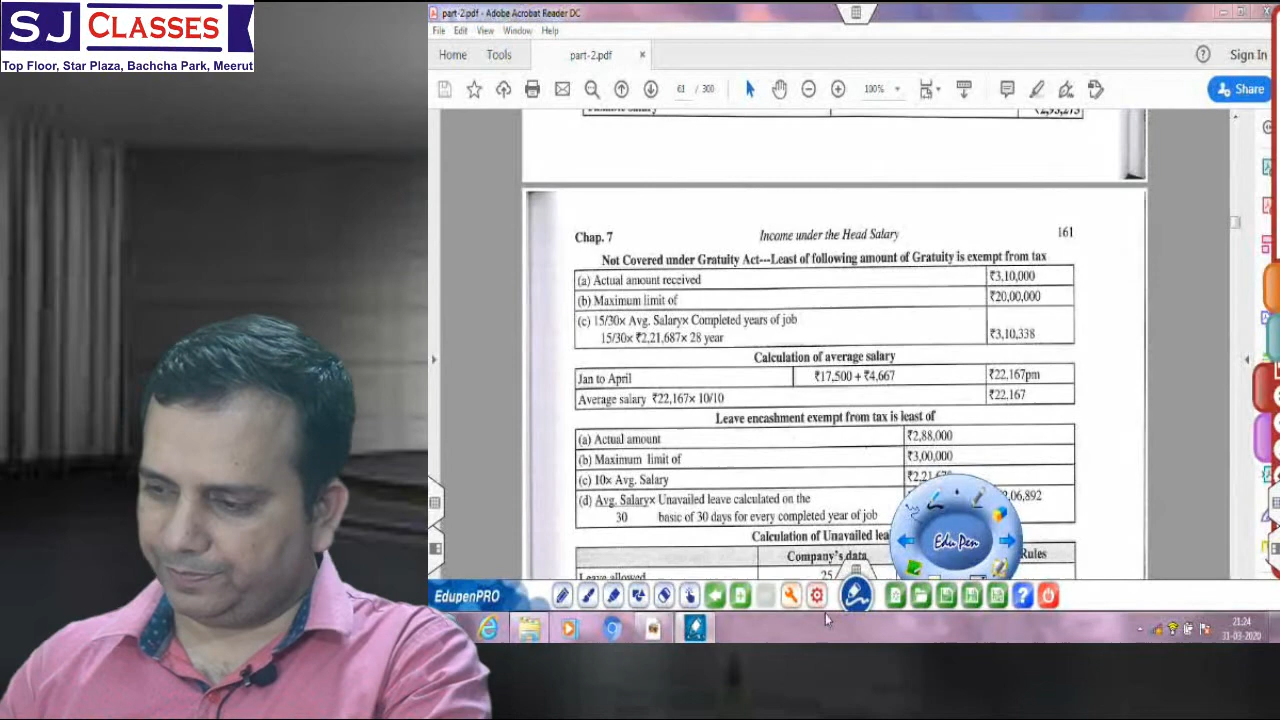 SJ CLASSES
Top Floor, Star Plaza, Bachcha Park, Meerut
part-2.pdf - Adobe Acrobat Reader DC
File Edit View Window Help
Home Tools part-2.pdf × ? Sign In
61 / 300 100% Share
Chap. 7 Income under the Head Salary 161
Not Covered under Gratuity Act---Least of following amount of Gratuity is exempt from tax
(a) Actual amount received ₹3,10,000
(b) Maximum limit of ₹20,00,000
(c) 15/30× Avg. Salary× Completed years of job
15/30× ₹2,21,687× 28 year ₹3,10,338
Calculation of average salary
Jan to April ₹17,500 + ₹4,667 ₹22,167pm
Average salary ₹22,167× 10/10 ₹22,167
Leave encashment exempt from tax is least of
(a) Actual amount ₹2,88,000
(b) Maximum limit of ₹3,00,000
(c) 10× Avg. Salary
(d) Avg. Salary× Unavailed leave calculated on the 06,892
30 basic of 30 days for every completed year of job
Calculation of Unavailed lea
Company's data Rules
Leave allowed 25
Edu Pen
EdupenPRO ?
21:24
31-03-2020